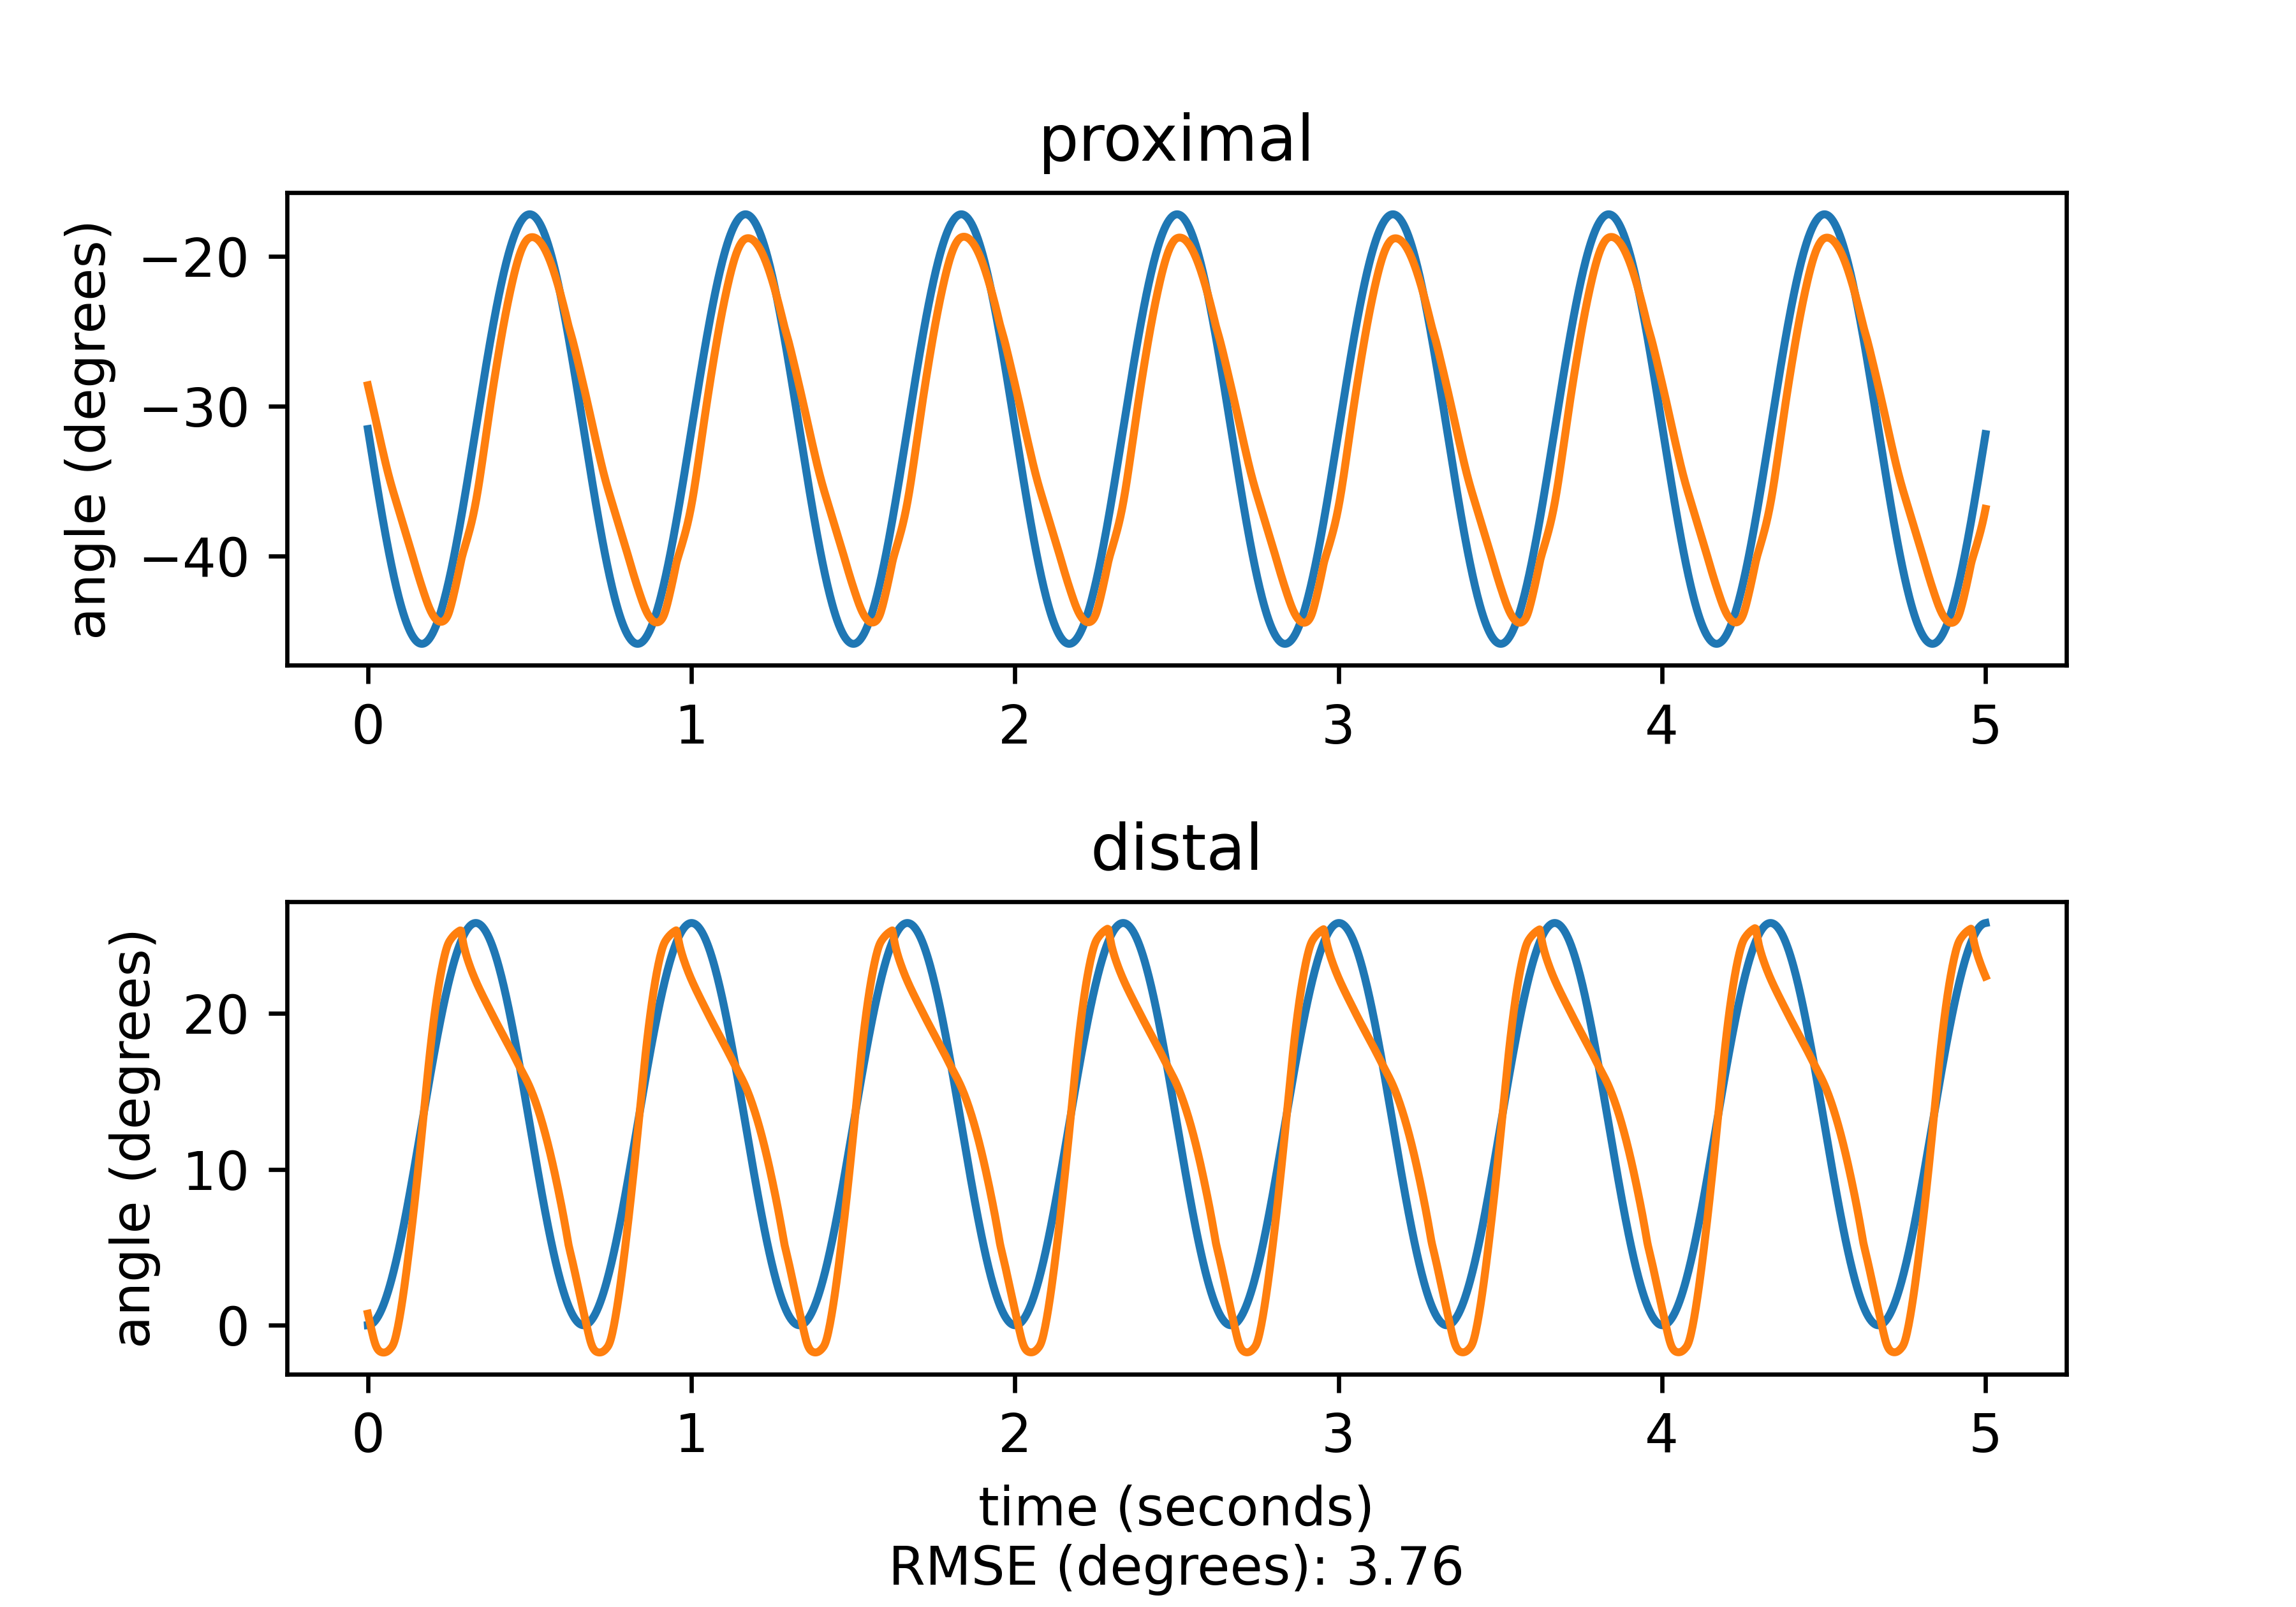 proximal
angle (degrees)
−20
−30
−40
0 1 2 3 4 5
distal
angle (degrees)
20
10
0
0 1 2 3 4 5
time (seconds)
RMSE (degrees): 3.76